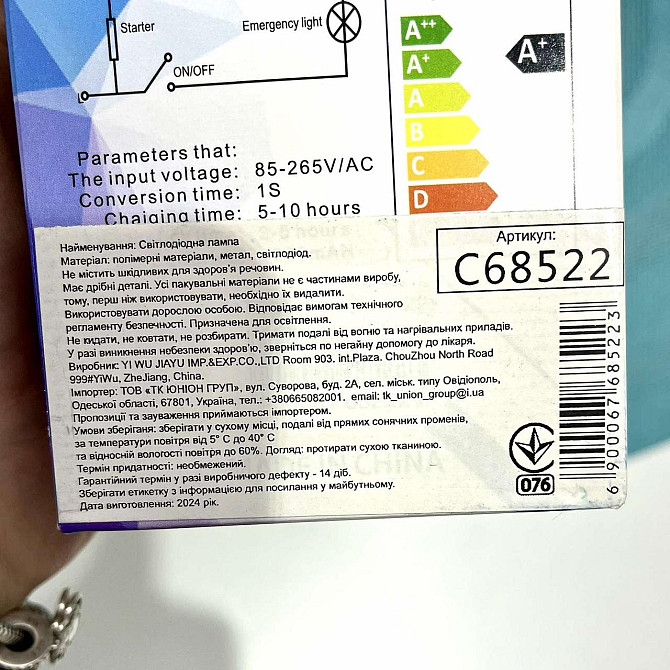 Starter
Emergency light
ON/OFF
L
A++
A+
A+
A
B
C
D
Parameters that:
The input voltage: 85-265V/AC
Conversion time: 1S
Chaiging time: 5-10 hours
Найменування: Світлодіодна лампа
Матеріал: полімерні матеріали, метал, світлодіод.
Не містить шкідливих для здоров'я речовин.
Має дрібні деталі. Усі пакувальні матеріали не є частинами виробу,
тому, перш ніж використовувати, необхідно їх видалити.
Використовувати дорослою особою. Відповідає вимогам технічного
регламенту безпечності. Призначена для освітлення.
Не кидати, не ковтати, не розбирати. Тримати подалі від вогню та нагрівальних приладів.
У разі виникнення небезпеки здоров'ю, зверніться по негайну допомогу до лікаря.
Виробник: YI WU JIAYU IMP.&EXP.CO.,LTD Room 903. int.Plaza. ChouZhou North Road
999#YiWu, ZheJiang, China.
Імпортер: ТОВ «ТК ЮНІОН ГРУП», вул. Суворова, буд. 2А, сел. міськ. типу Овідіополь,
Одеської області, 67801, Україна, тел.: +380665082001. email: tk_union_group@i.ua
Пропозиції та зауваження приймаються імпортером.
Умови зберігання: зберігати у сухому місці, подалі від прямих сонячних променів,
за температури повітря від 5° С до 40° С
та відносній вологості повітря до 60%. Догляд: протирати сухою тканиною.
Термін придатності: необмежений.
Гарантійний термін у разі виробничого дефекту - 14 діб.
Зберігати етикетку з інформацією для посилання у майбутньому.
Дата виготовлення: 2024 рік.
Артикул:
C68522
076
6 900067 685223
CHINA